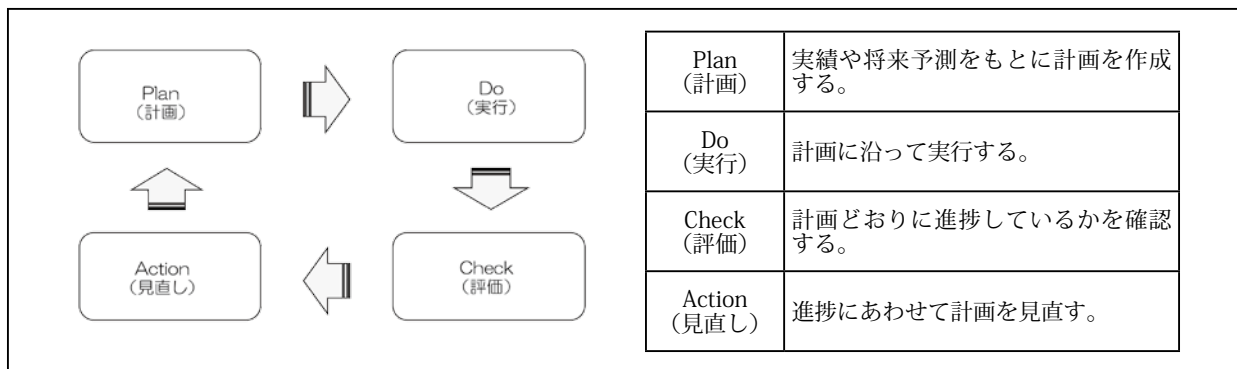 Plan
（計画）
Do
（実行）
Action
（見直し）
Check
（評価）
Plan
（計画）
実績や将来予測をもとに計画を作成
する。
Do
（実行）
計画に沿って実行する。
Check
（評価）
計画どおりに進捗しているかを確認
する。
Action
（見直し）
進捗にあわせて計画を見直す。